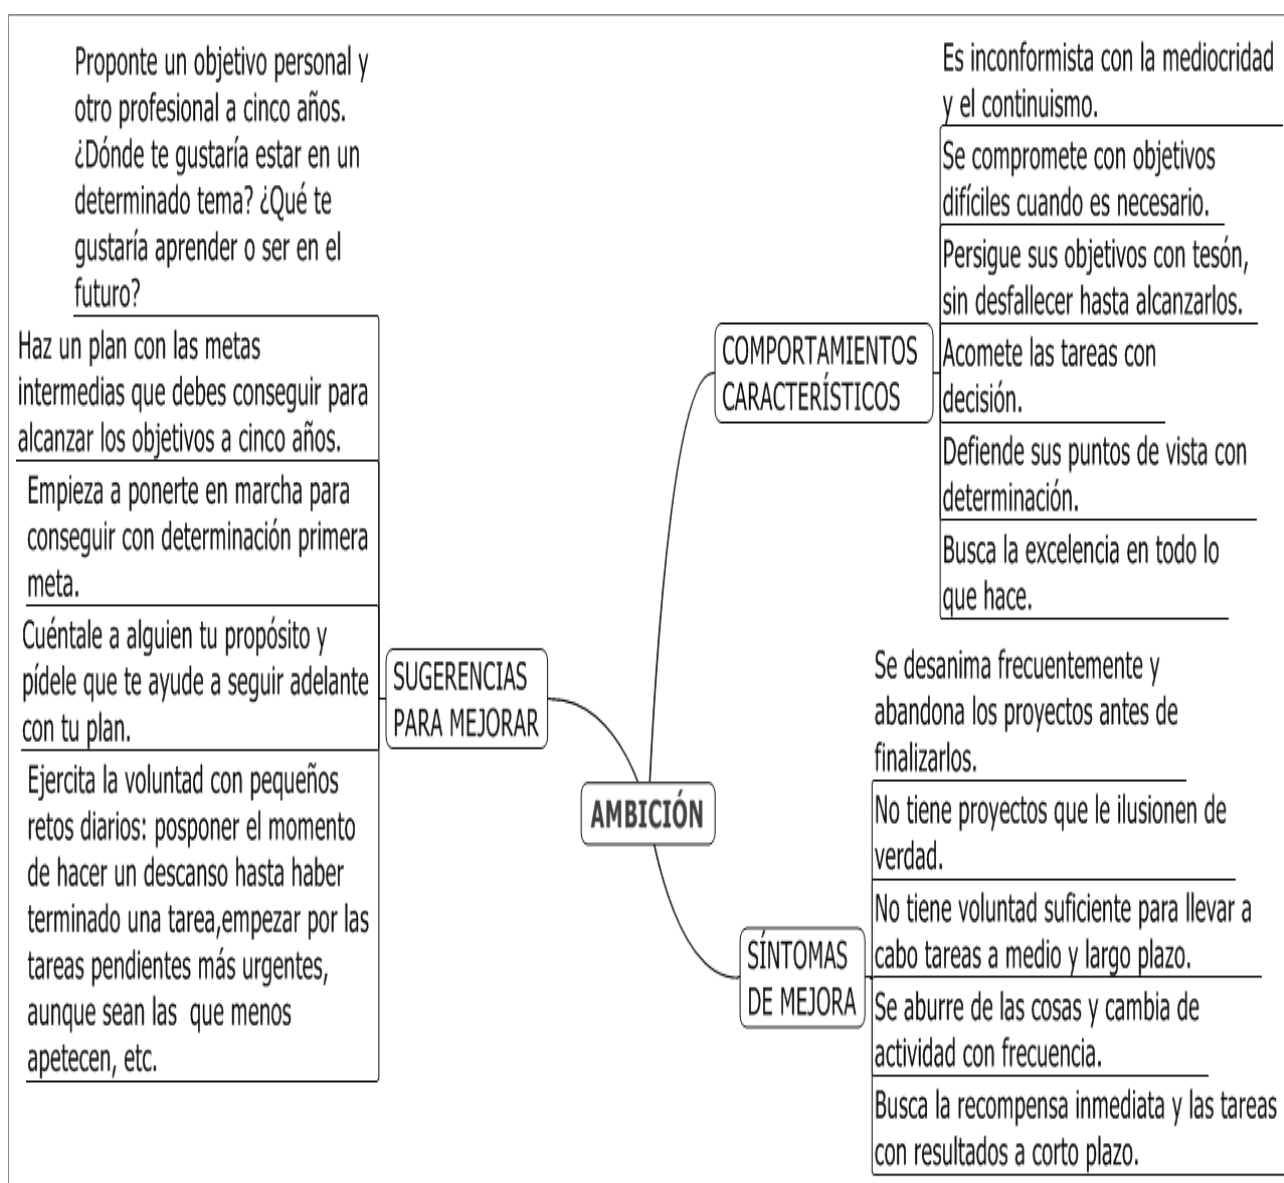 Proponte un objetivo personal y
otro profesional a cinco años.
¿Dónde te gustaría estar en un
determinado tema? ¿Qué te
gustaría aprender o ser en el
futuro?
Haz un plan con las metas
intermedias que debes conseguir para
alcanzar los objetivos a cinco años.
Empieza a ponerte en marcha para
conseguir con determinación primera
meta.
Cuéntale a alguien tu propósito y
pídele que te ayude a seguir adelante
con tu plan.
Ejercita la voluntad con pequeños
retos diarios: posponer el momento
de hacer un descanso hasta haber
terminado una tarea,empezar por las
tareas pendientes más urgentes,
aunque sean las  que menos
apetecen, etc.
SUGERENCIAS
PARA MEJORAR
AMBICIÓN
COMPORTAMIENTOS
CARACTERÍSTICOS
Es inconformista con la mediocridad
y el continuismo.
Se compromete con objetivos
difíciles cuando es necesario.
Persigue sus objetivos con tesón,
sin desfallecer hasta alcanzarlos.
Acomete las tareas con
decisión.
Defiende sus puntos de vista con
determinación.
Busca la excelencia en todo lo
que hace.
SÍNTOMAS
DE MEJORA
Se desanima frecuentemente y
abandona los proyectos antes de
finalizarlos.
No tiene proyectos que le ilusionen de
verdad.
No tiene voluntad suficiente para llevar a
cabo tareas a medio y largo plazo.
Se aburre de las cosas y cambia de
actividad con frecuencia.
Busca la recompensa inmediata y las tareas
con resultados a corto plazo.